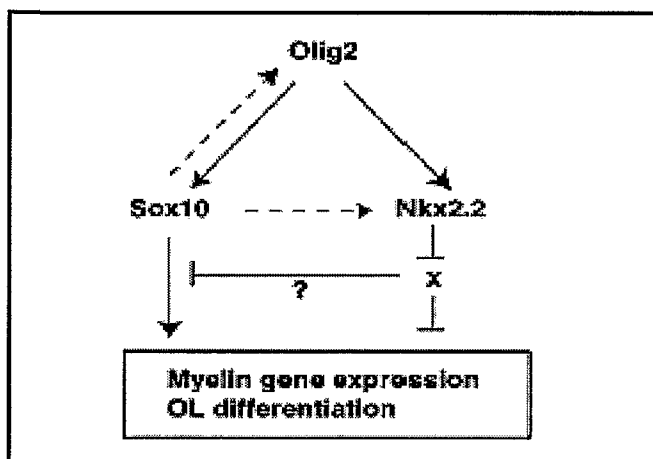 Olig2
Sox10
Nkx2.2
x
?
Myelin gene expression
OL differentiation